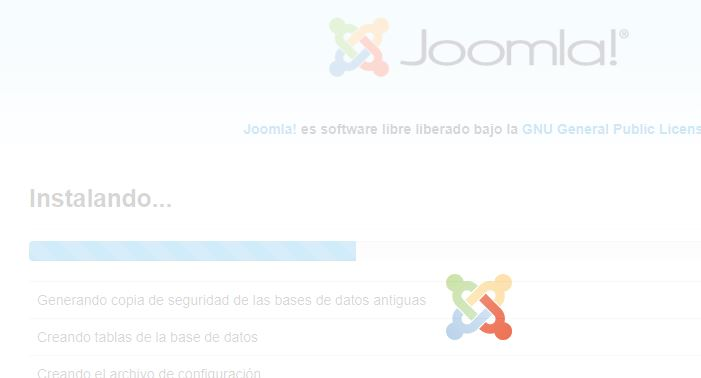 Joomla!®
Joomla! es software libre liberado bajo la GNU General Public Licens
Instalando...
Generando copia de seguridad de las bases de datos antiguas
Creando tablas de la base de datos
Creando el archivo de configuración